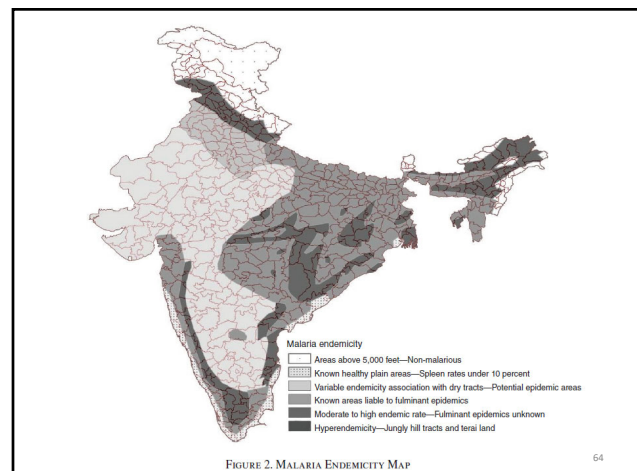 Malaria endemicity
Areas above 5,000 feet—Non-malarious
Known healthy plain areas—Spleen rates under 10 percent
Variable endemicity association with dry tracts—Potential epidemic areas
Known areas liable to fulminant epidemics
Moderate to high endemic rate—Fulminant epidemics unknown
Hyperendemicity—Jungly hill tracts and terai land
FIGURE 2. MALARIA ENDEMICITY MAP
64